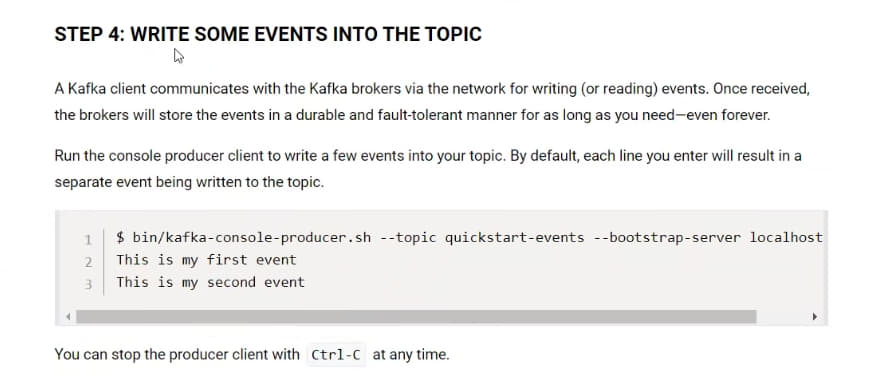 STEP 4: WRITE SOME EVENTS INTO THE TOPIC
A Kafka client communicates with the Kafka brokers via the network for writing (or reading) events. Once received,
the brokers will store the events in a durable and fault-tolerant manner for as long as you need—even forever.
Run the console producer client to write a few events into your topic. By default, each line you enter will result in a
separate event being written to the topic.
1 $ bin/kafka-console-producer.sh --topic quickstart-events --bootstrap-server localhost
2 This is my first event
3 This is my second event
You can stop the producer client with Ctrl-C at any time.